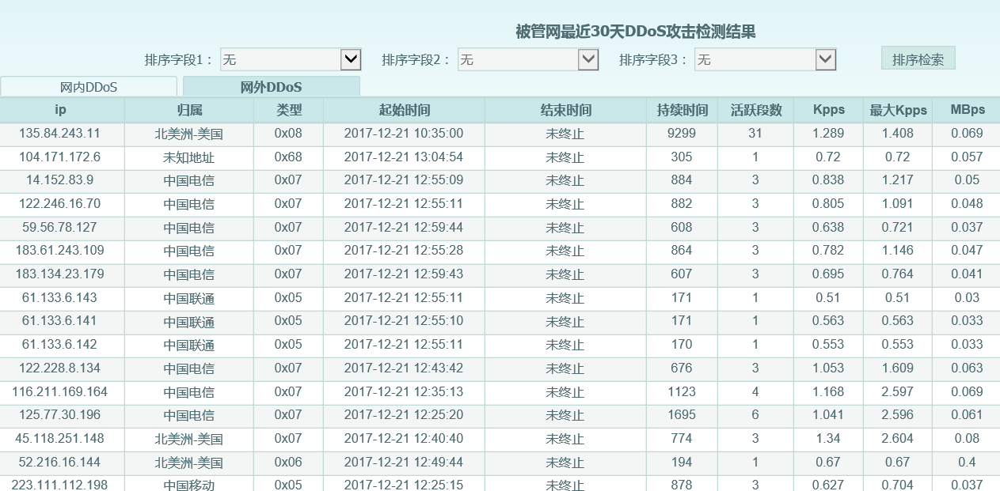 被管网最近30天DDoS攻击检测结果
排序字段1： 无 排序字段2： 无 排序字段3： 无 排序检索
网内DDoS 网外DDoS
ip 归属 类型 起始时间 结束时间 持续时间 活跃段数 Kpps 最大Kpps MBps
135.84.243.11 北美洲-美国 0x08 2017-12-21 10:35:00 未终止 9299 31 1.289 1.408 0.069
104.171.172.6 未知地址 0x68 2017-12-21 13:04:54 未终止 305 1 0.72 0.72 0.057
14.152.83.9 中国电信 0x07 2017-12-21 12:55:09 未终止 884 3 0.838 1.217 0.05
122.246.16.70 中国电信 0x07 2017-12-21 12:55:11 未终止 882 3 0.805 1.091 0.048
59.56.78.127 中国电信 0x07 2017-12-21 12:59:44 未终止 608 3 0.638 0.721 0.037
183.61.243.109 中国电信 0x07 2017-12-21 12:55:28 未终止 864 3 0.782 1.146 0.047
183.134.23.179 中国电信 0x07 2017-12-21 12:59:43 未终止 607 3 0.695 0.764 0.041
61.133.6.143 中国联通 0x05 2017-12-21 12:55:11 未终止 171 1 0.51 0.51 0.03
61.133.6.141 中国联通 0x05 2017-12-21 12:55:10 未终止 171 1 0.563 0.563 0.033
61.133.6.142 中国联通 0x05 2017-12-21 12:55:11 未终止 170 1 0.553 0.553 0.033
122.228.8.134 中国电信 0x07 2017-12-21 12:43:42 未终止 676 3 1.053 1.609 0.063
116.211.169.164 中国电信 0x07 2017-12-21 12:35:13 未终止 1123 4 1.168 2.597 0.069
125.77.30.196 中国电信 0x07 2017-12-21 12:25:20 未终止 1695 6 1.041 2.596 0.061
45.118.251.148 北美洲-美国 0x07 2017-12-21 12:40:40 未终止 774 3 1.34 2.604 0.08
52.216.16.144 北美洲-美国 0x06 2017-12-21 12:49:44 未终止 194 1 0.67 0.67 0.4
223.111.112.198 中国移动 0x05 2017-12-21 12:25:15 未终止 878 3 0.627 0.704 0.037